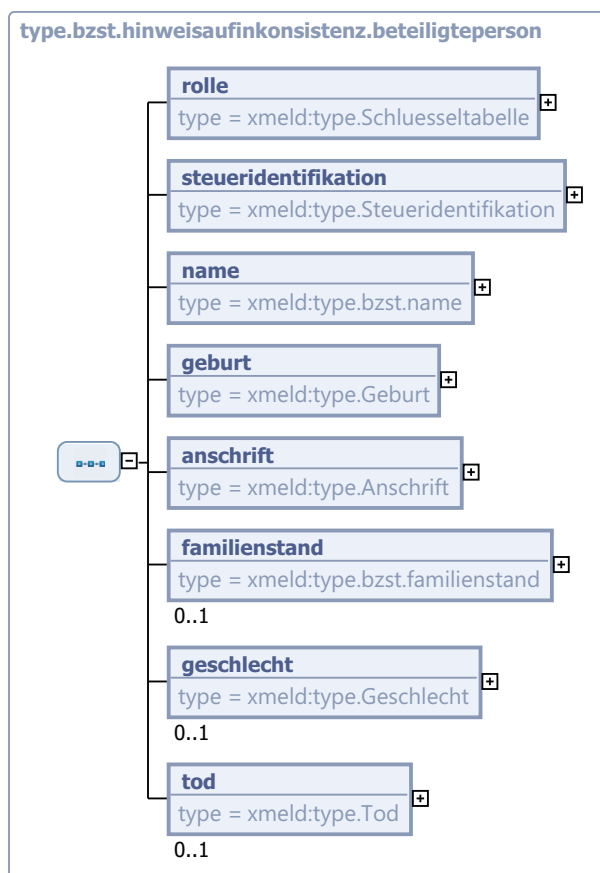 type.bzst.hinweisaufinkonsistenz.beteiligteperson
rolle
type = xmeld:type.Schluesseltabelle
steueridentifikation
type = xmeld:type.Steueridentifikation
name
type = xmeld:type.bzst.name
geburt
type = xmeld:type.Geburt
anschrift
type = xmeld:type.Anschrift
familienstand
type = xmeld:type.bzst.familienstand
0..1
geschlecht
type = xmeld:type.Geschlecht
0..1
tod
type = xmeld:type.Tod
0..1